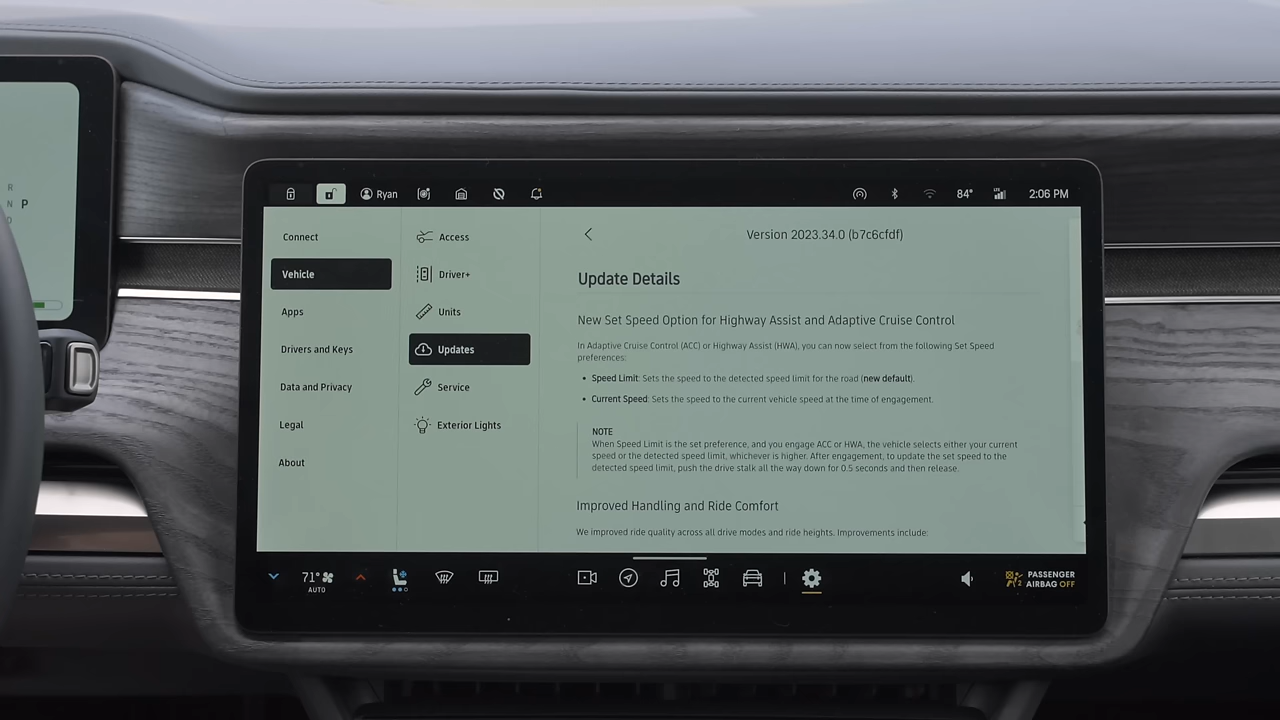 R
N P
D
Ryan
84°
LTE
2:06 PM
Connect
Vehicle
Apps
Drivers and Keys
Data and Privacy
Legal
About
Access
Driver+
Units
Updates
Service
Exterior Lights
Version 2023.34.0 (b7c6cfdf)
Update Details
New Set Speed Option for Highway Assist and Adaptive Cruise Control
In Adaptive Cruise Control (ACC) or Highway Assist (HWA), you can now select from the following Set Speed
preferences:
• Speed Limit: Sets the speed to the detected speed limit for the road (new default).
• Current Speed: Sets the speed to the current vehicle speed at the time of engagement.
NOTE
When Speed Limit is the set preference, and you engage ACC or HWA, the vehicle selects either your current
speed or the detected speed limit, whichever is higher. After engagement, to update the set speed to the
detected speed limit, push the drive stalk all the way down for 0.5 seconds and then release.
Improved Handling and Ride Comfort
We improved ride quality across all drive modes and ride heights. Improvements include:
71°
AUTO
PASSENGER
AIRBAG OFF